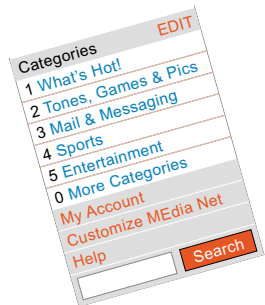 Categories EDIT
1 What's Hot!
2 Tones, Games & Pics
3 Mail & Messaging
4 Sports
5 Entertainment
0 More Categories
My Account
Customize MEdia Net
Help
Search